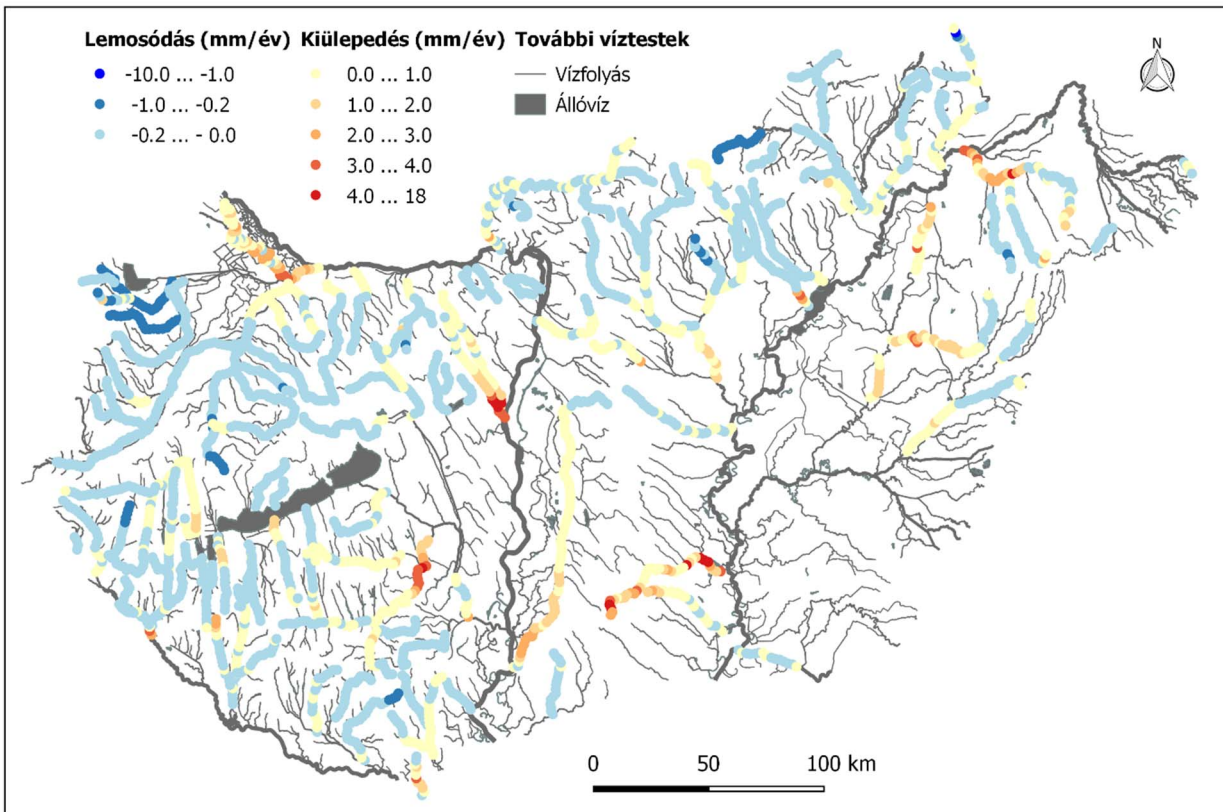 Lemosódás (mm/év) Kiülepedés (mm/év) További víztestek
-10.0 ... -1.0 0.0 ... 1.0 Vízfolyás
-1.0 ... -0.2 1.0 ... 2.0 Állóvíz
-0.2 ... - 0.0 2.0 ... 3.0
3.0 ... 4.0
4.0 ... 18
N
0 50 100 km